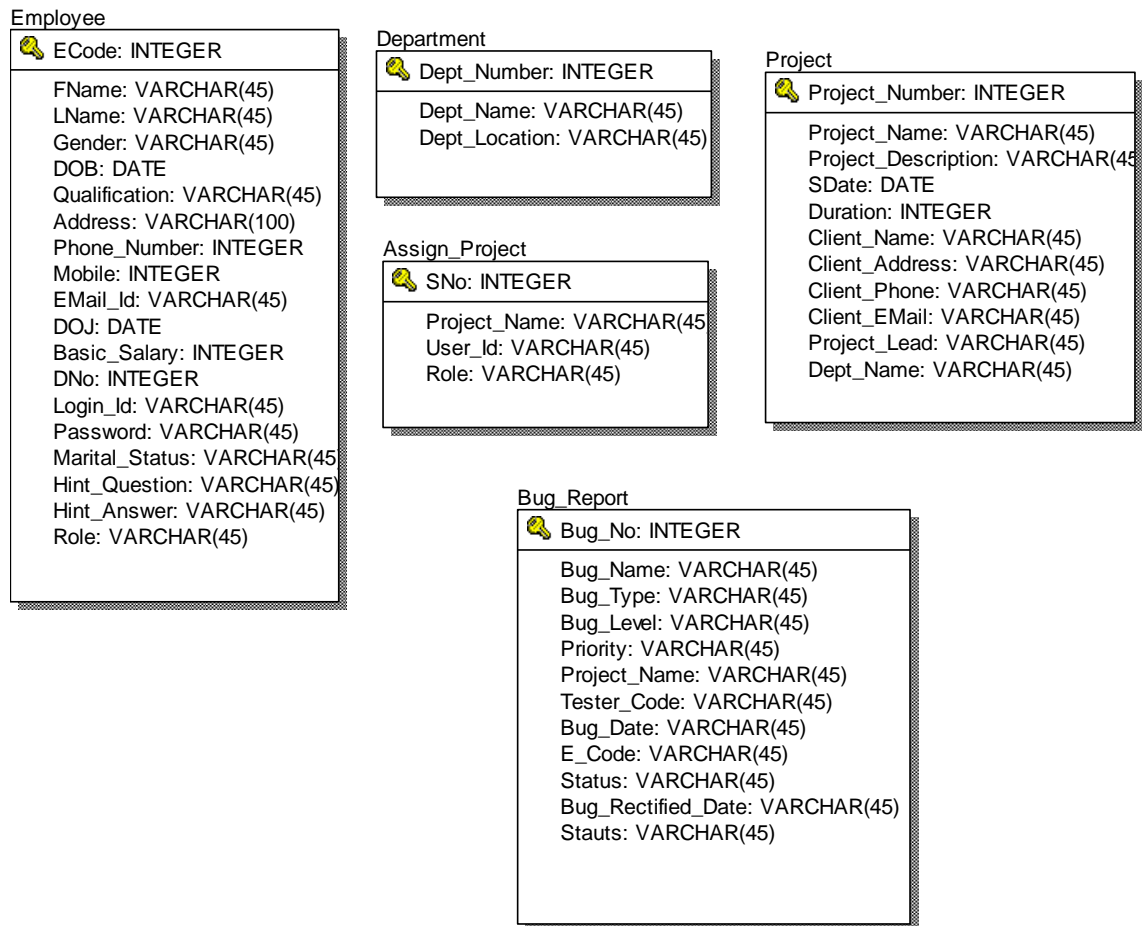 Employee
ECode: INTEGER
FName: VARCHAR(45)
LName: VARCHAR(45)
Gender: VARCHAR(45)
DOB: DATE
Qualification: VARCHAR(45)
Address: VARCHAR(100)
Phone_Number: INTEGER
Mobile: INTEGER
EMail_Id: VARCHAR(45)
DOJ: DATE
Basic_Salary: INTEGER
DNo: INTEGER
Login_Id: VARCHAR(45)
Password: VARCHAR(45)
Marital_Status: VARCHAR(45
Hint_Question: VARCHAR(45)
Hint_Answer: VARCHAR(45)
Role: VARCHAR(45)
Department
Dept_Number: INTEGER
Dept_Name: VARCHAR(45)
Dept_Location: VARCHAR(45)
Assign_Project
SNo: INTEGER
Project_Name: VARCHAR(45
User_Id: VARCHAR(45)
Role: VARCHAR(45)
Project
Project_Number: INTEGER
Project_Name: VARCHAR(45)
Project_Description: VARCHAR(45
SDate: DATE
Duration: INTEGER
Client_Name: VARCHAR(45)
Client_Address: VARCHAR(45)
Client_Phone: VARCHAR(45)
Client_EMail: VARCHAR(45)
Project_Lead: VARCHAR(45)
Dept_Name: VARCHAR(45)
Bug_Report
Bug_No: INTEGER
Bug_Name: VARCHAR(45)
Bug_Type: VARCHAR(45)
Bug_Level: VARCHAR(45)
Priority: VARCHAR(45)
Project_Name: VARCHAR(45)
Tester_Code: VARCHAR(45)
Bug_Date: VARCHAR(45)
E_Code: VARCHAR(45)
Status: VARCHAR(45)
Bug_Rectified_Date: VARCHAR(45)
Stauts: VARCHAR(45)